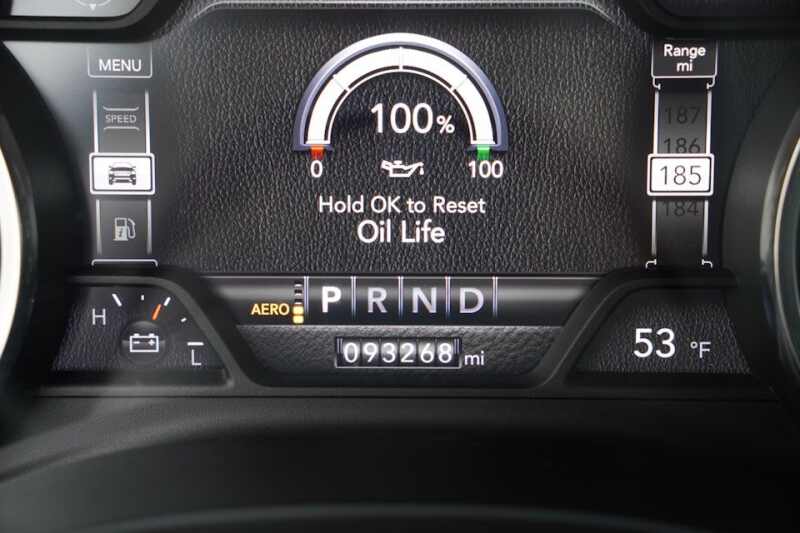 MENU
SPEED
Range
mi
187
186
185
184
100%
0
100
Hold OK to Reset
Oil Life
AERO
P R N D
H
L
093268 mi
53 °F